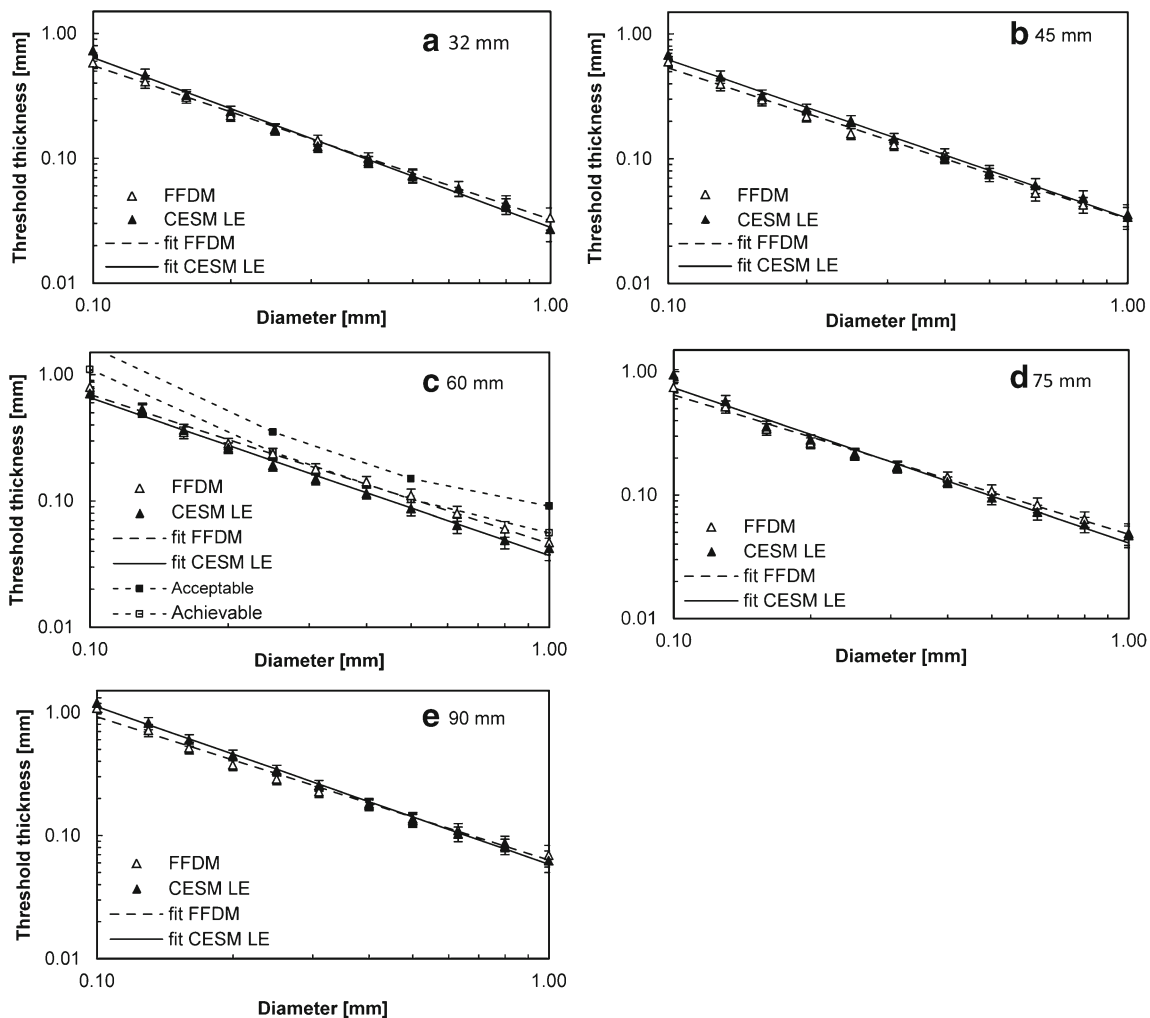 a 32 mm
Threshold thickness [mm]
1.00
0.10
0.01
FFDM
CESM LE
fit FFDM
fit CESM LE
0.10
1.00
Diameter [mm]
b 45 mm
Threshold thickness [mm]
1.00
0.10
0.01
FFDM
CESM LE
fit FFDM
fit CESM LE
0.10
1.00
Diameter [mm]
c 60 mm
Threshold thickness [mm]
1.00
0.10
0.01
FFDM
CESM LE
fit FFDM
fit CESM LE
Acceptable
Achievable
0.10
1.00
Diameter [mm]
d 75 mm
Threshold thickness [mm]
1.00
0.10
0.01
FFDM
CESM LE
fit FFDM
fit CESM LE
0.10
1.00
Diameter [mm]
e 90 mm
Threshold thickness [mm]
1.00
0.10
0.01
FFDM
CESM LE
fit FFDM
fit CESM LE
0.10
1.00
Diameter [mm]